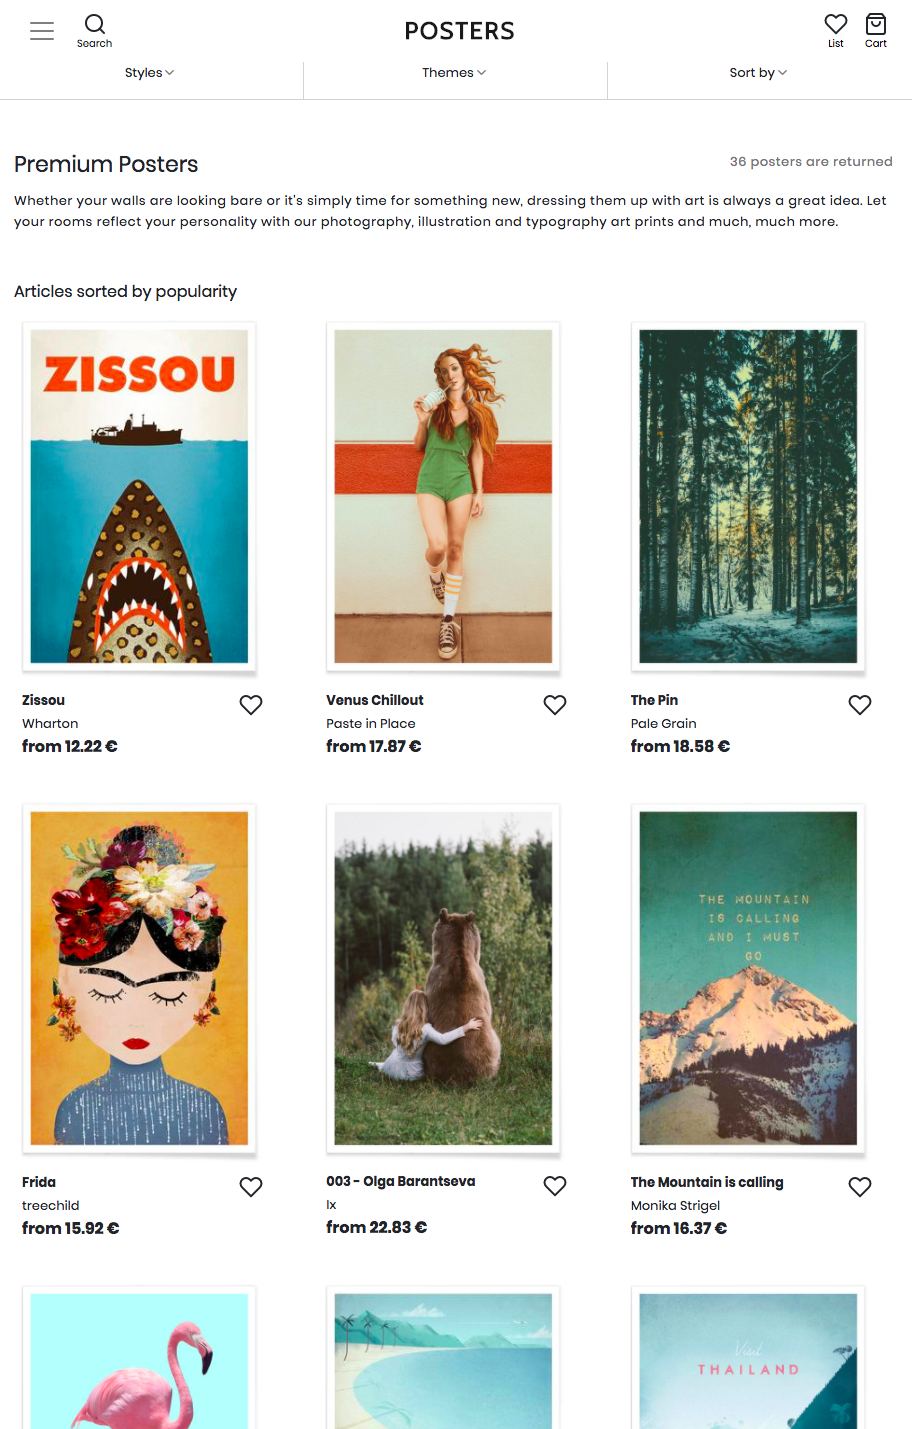 Search
POSTERS
List
Cart
Styles
Themes
Sort by
Premium Posters
36 posters are returned
Whether your walls are looking bare or it's simply time for something new, dressing them up with art is always a great idea. Let
your rooms reflect your personality with our photography, illustration and typography art prints and much, much more.
Articles sorted by popularity
ZISSOU
Zissou
Wharton
from 12.22 €
Venus Chillout
Paste in Place
from 17.87 €
The Pin
Pale Grain
from 18.58 €
THE MOUNTAIN
IS CALLING
AND I MUST
GO
Frida
treechild
from 15.92 €
003 - Olga Barantseva
lx
from 22.83 €
The Mountain is calling
Monika Strigel
from 16.37 €
Visit
THAILAND